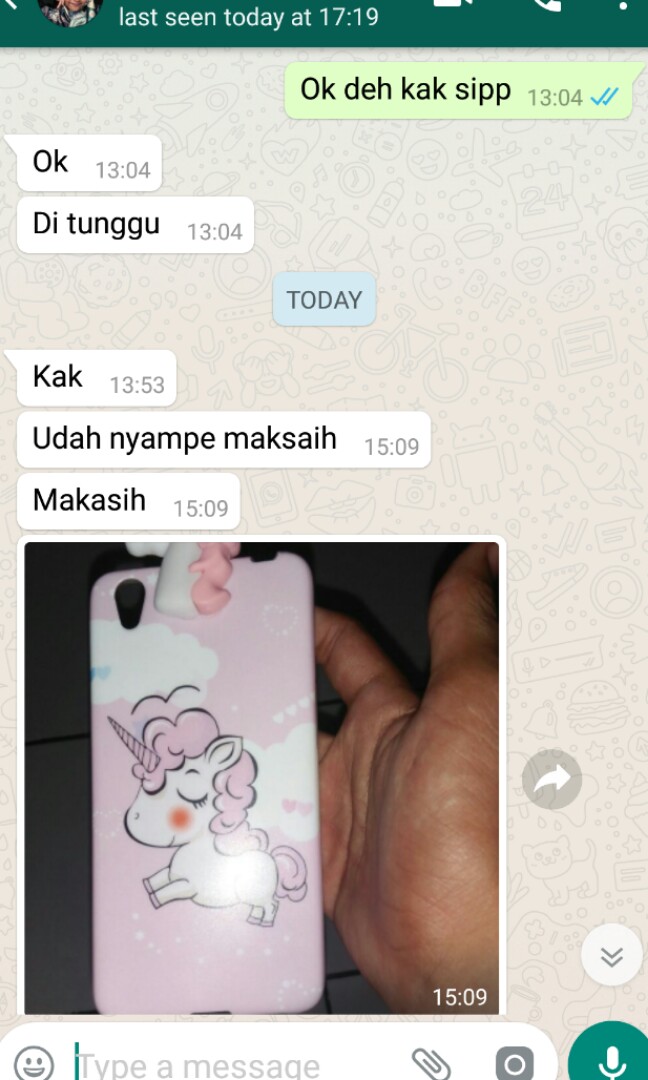 last seen today at 17:19
Ok deh kak sipp 13:04
Ok 13:04
Di tunggu 13:04
TODAY
Kak 13:53
Udah nyampe maksaih 15:09
Makasih 15:09
15:09
Type a message